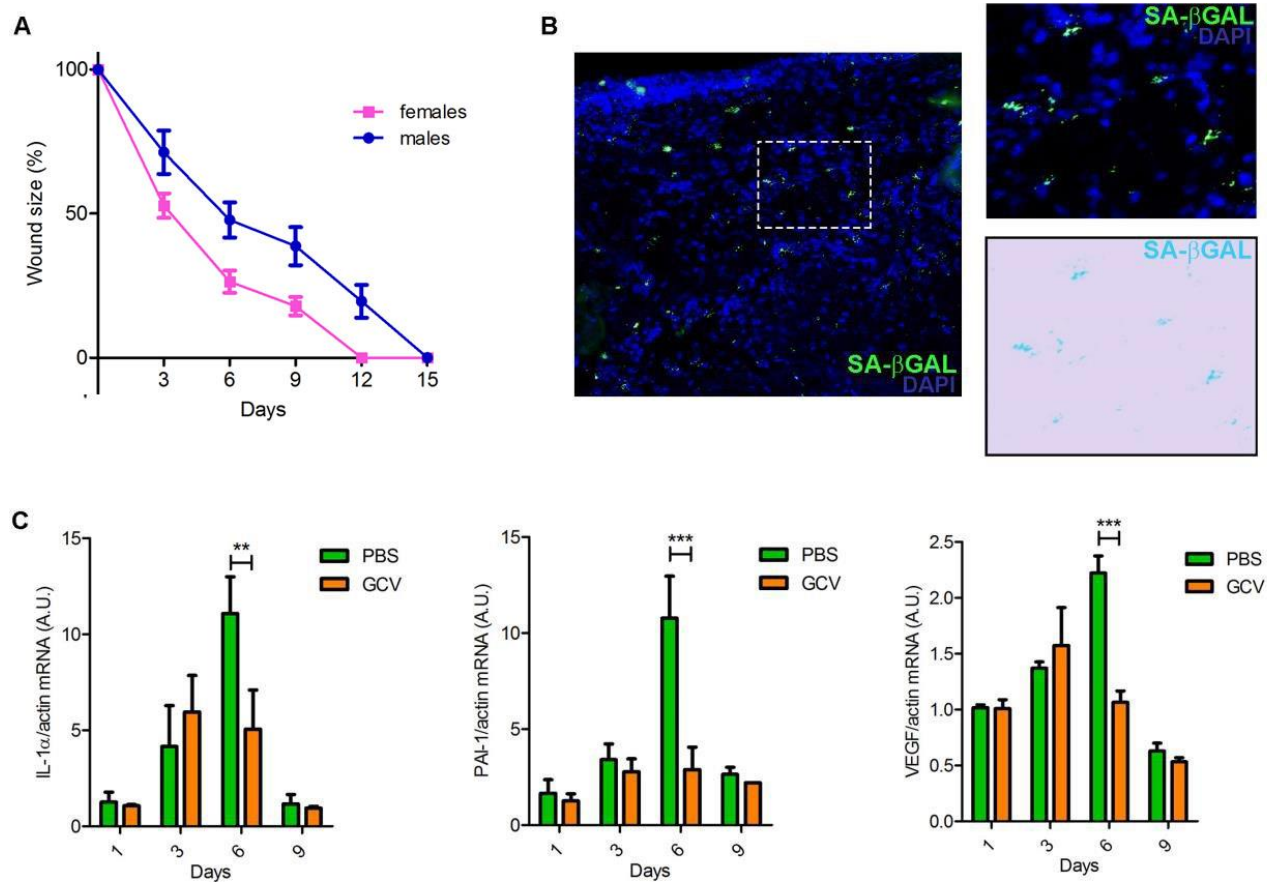 A
100
50
0
Wound size (%)
3
6
9
12
15
Days
females
males
B
SA-βGAL
DAPI
SA-βGAL
DAPI
SA-βGAL
C
15
10
5
0
IL-1α/actin mRNA (A.U.)
**
PBS
GCV
1
3
6
9
Days
15
10
5
0
PAI-1/actin mRNA (A.U.)
***
PBS
GCV
1
3
6
9
Days
2.5
2.0
1.5
1.0
0.5
0.0
VEGF/actin mRNA (A.U.)
***
PBS
GCV
1
3
6
9
Days